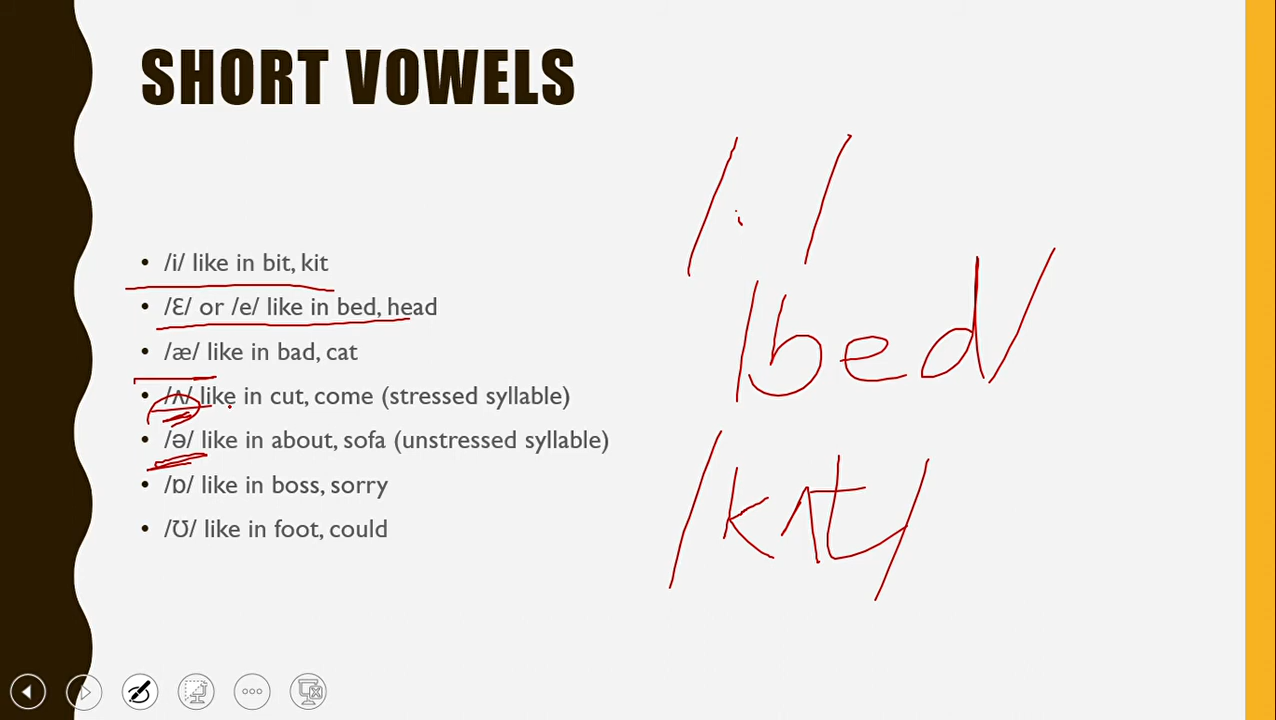 SHORT VOWELS
• /i/ like in bit, kit
• /Ɛ/ or /e/ like in bed, head
• /æ/ like in bad, cat
• /ʌ/ like in cut, come (stressed syllable)
• /ə/ like in about, sofa (unstressed syllable)
• /ɒ/ like in boss, sorry
• /Ʊ/ like in foot, could
/ /
/bed/
/kɪt/